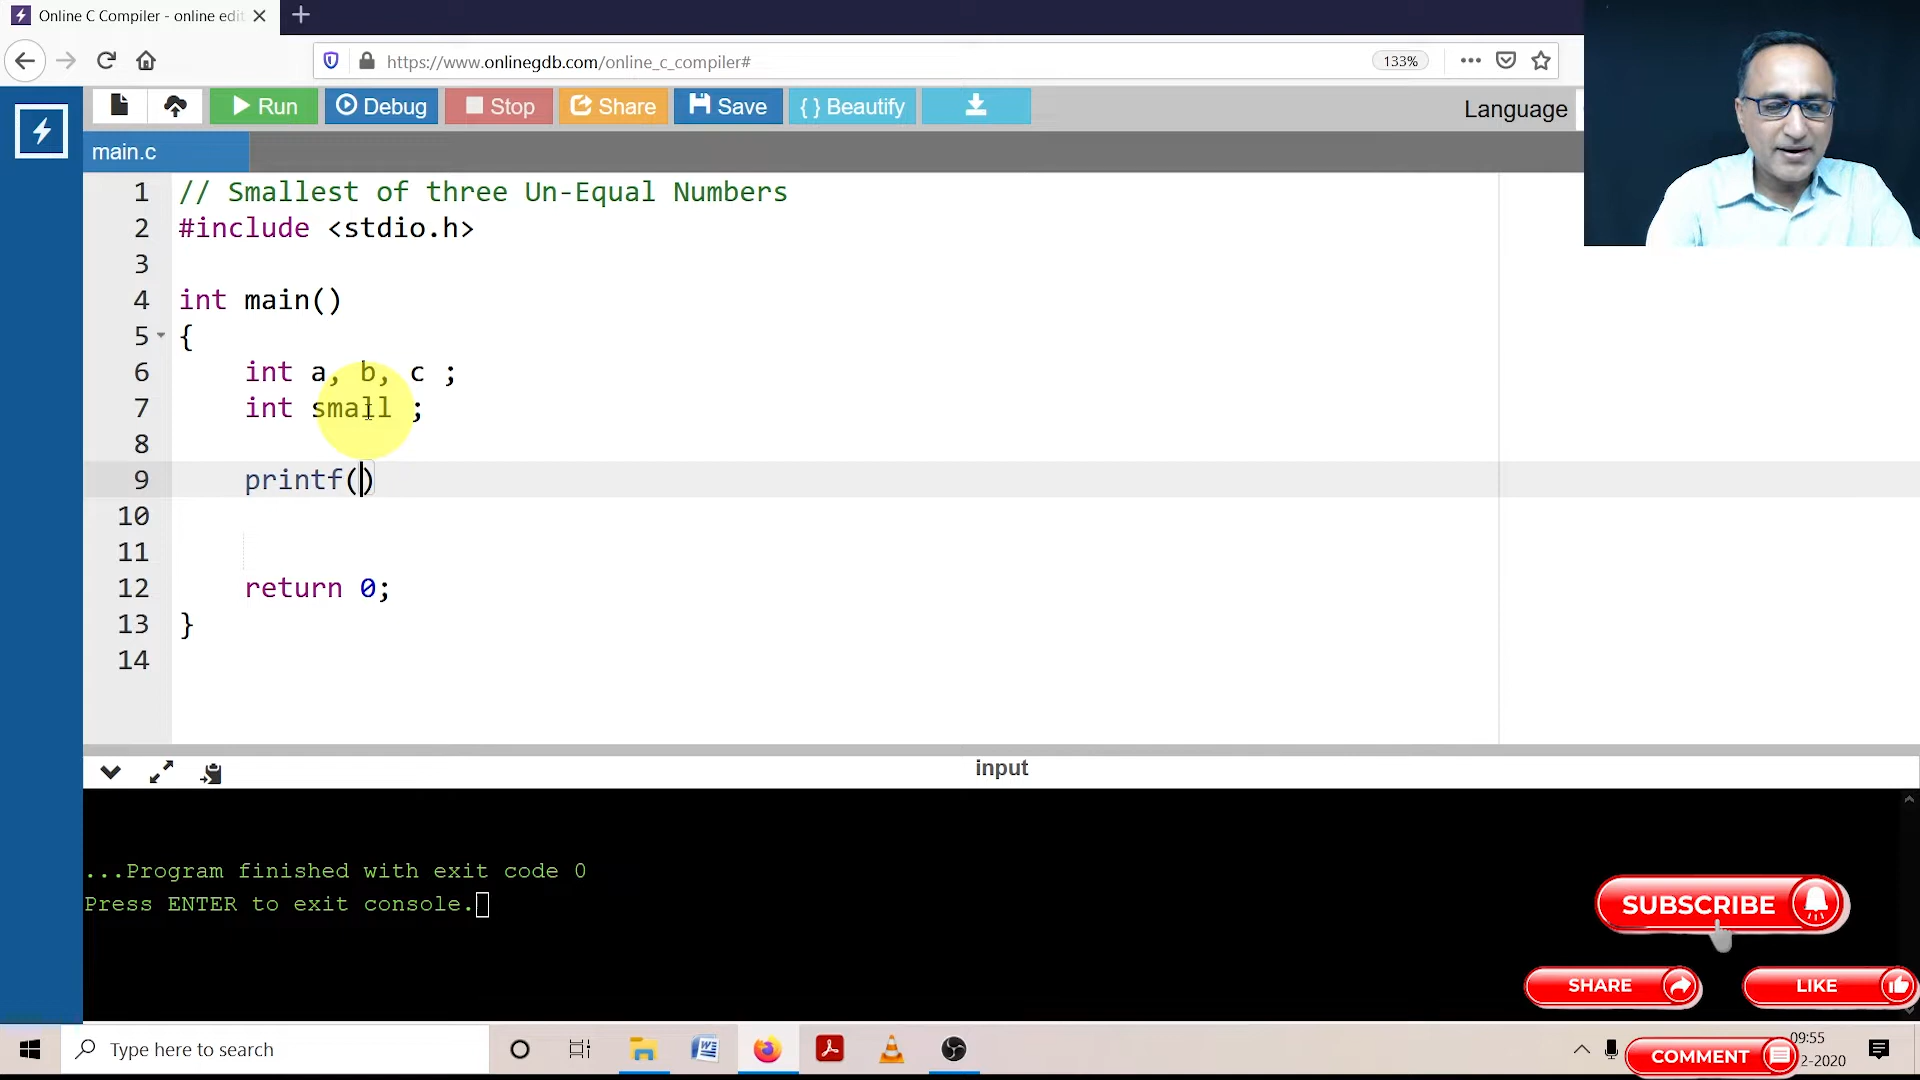 Online C Compiler - online edit
https://www.onlinegdb.com/online_c_compiler#
133%
Run
Debug
Stop
Share
Save
{ } Beautify
Language
main.c
1 // Smallest of three Un-Equal Numbers
2 #include <stdio.h>
3
4 int main()
5 {
6 int a, b, c ;
7 int small ;
8
9 printf()
10
11
12 return 0;
13 }
14
input
...Program finished with exit code 0
Press ENTER to exit console.
SUBSCRIBE
SHARE
LIKE
Type here to search
09:55
COMMENT
2-2020